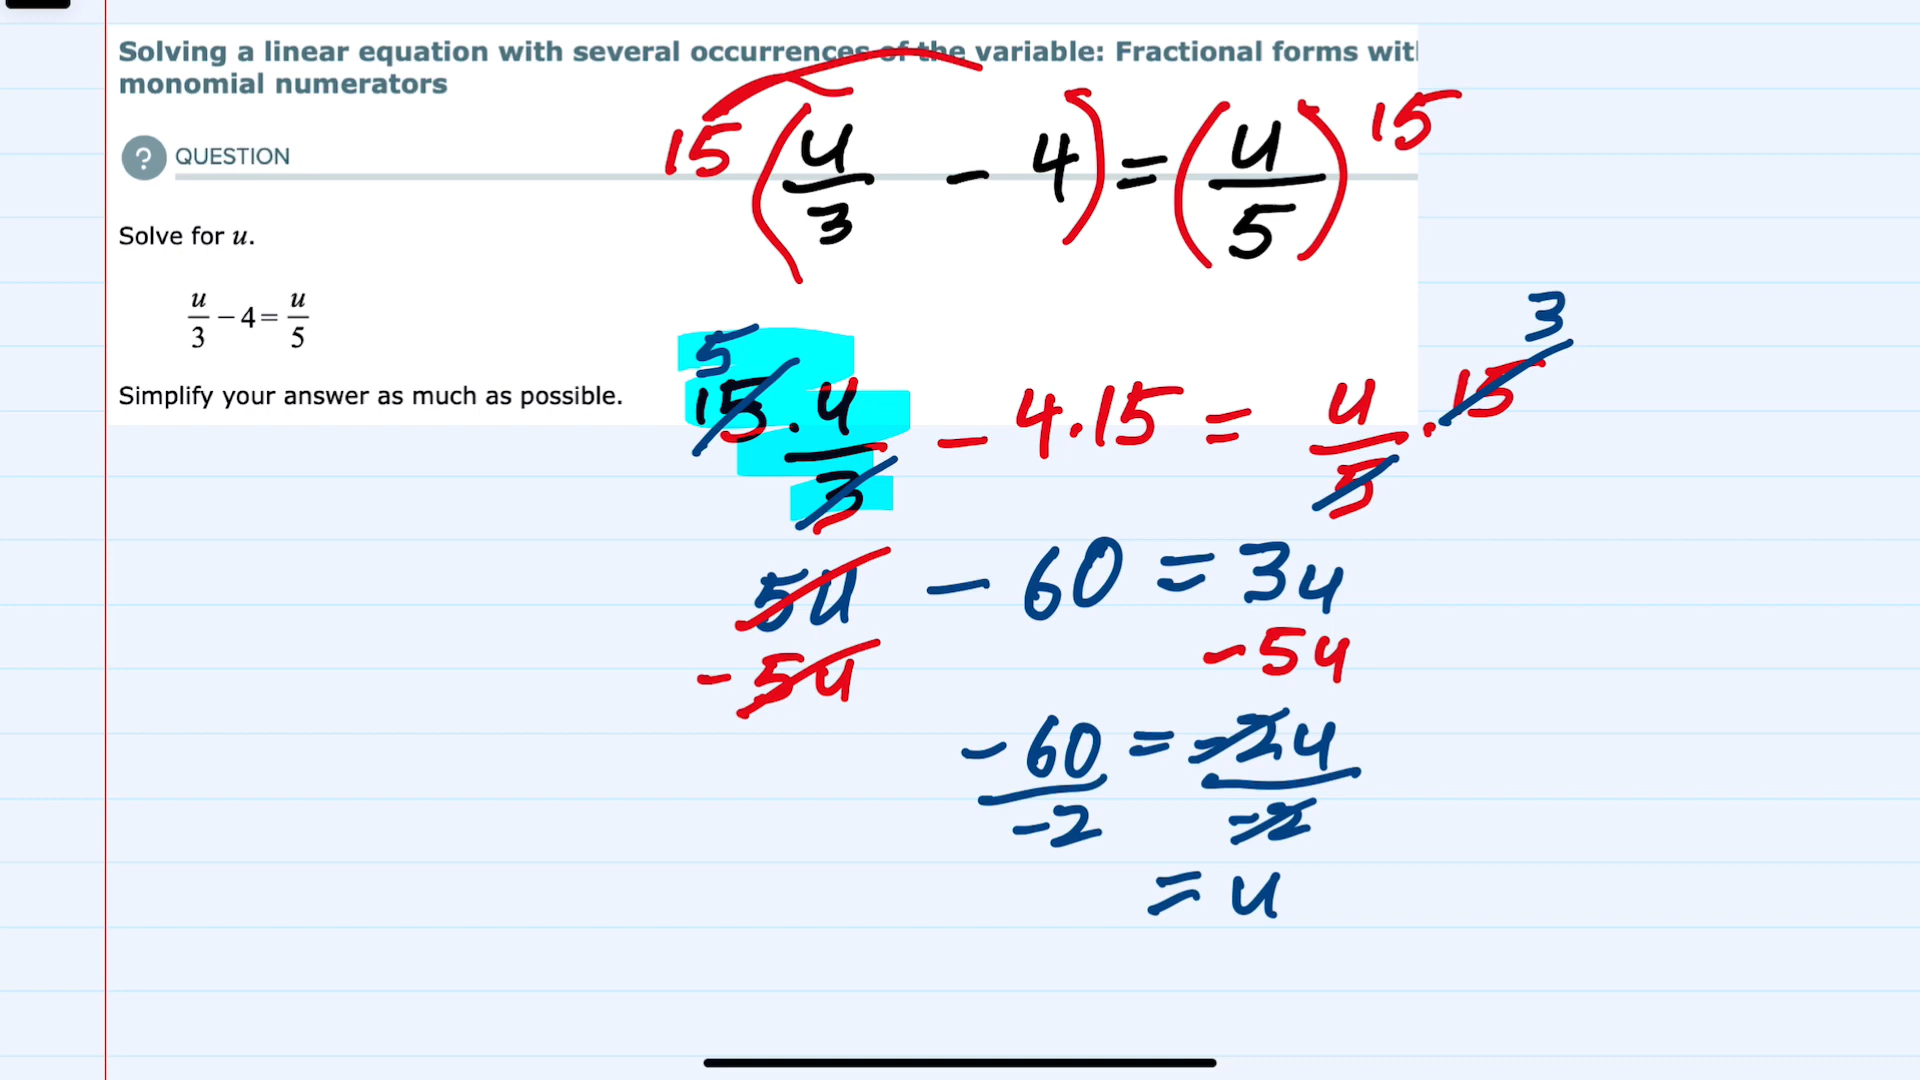 Solving a linear equation with several occurrences of the variable: Fractional forms wit
monomial numerators
? QUESTION
Solve for u.
u/3 − 4 = u/5
Simplify your answer as much as possible.
15 (u/3 − 4) = (u/5) 15
5 3
15 · u/3 − 4 · 15 = u/5 · 15
5u − 60 = 3u
−5u −5u
−60/−2 = −2u/−2
= u